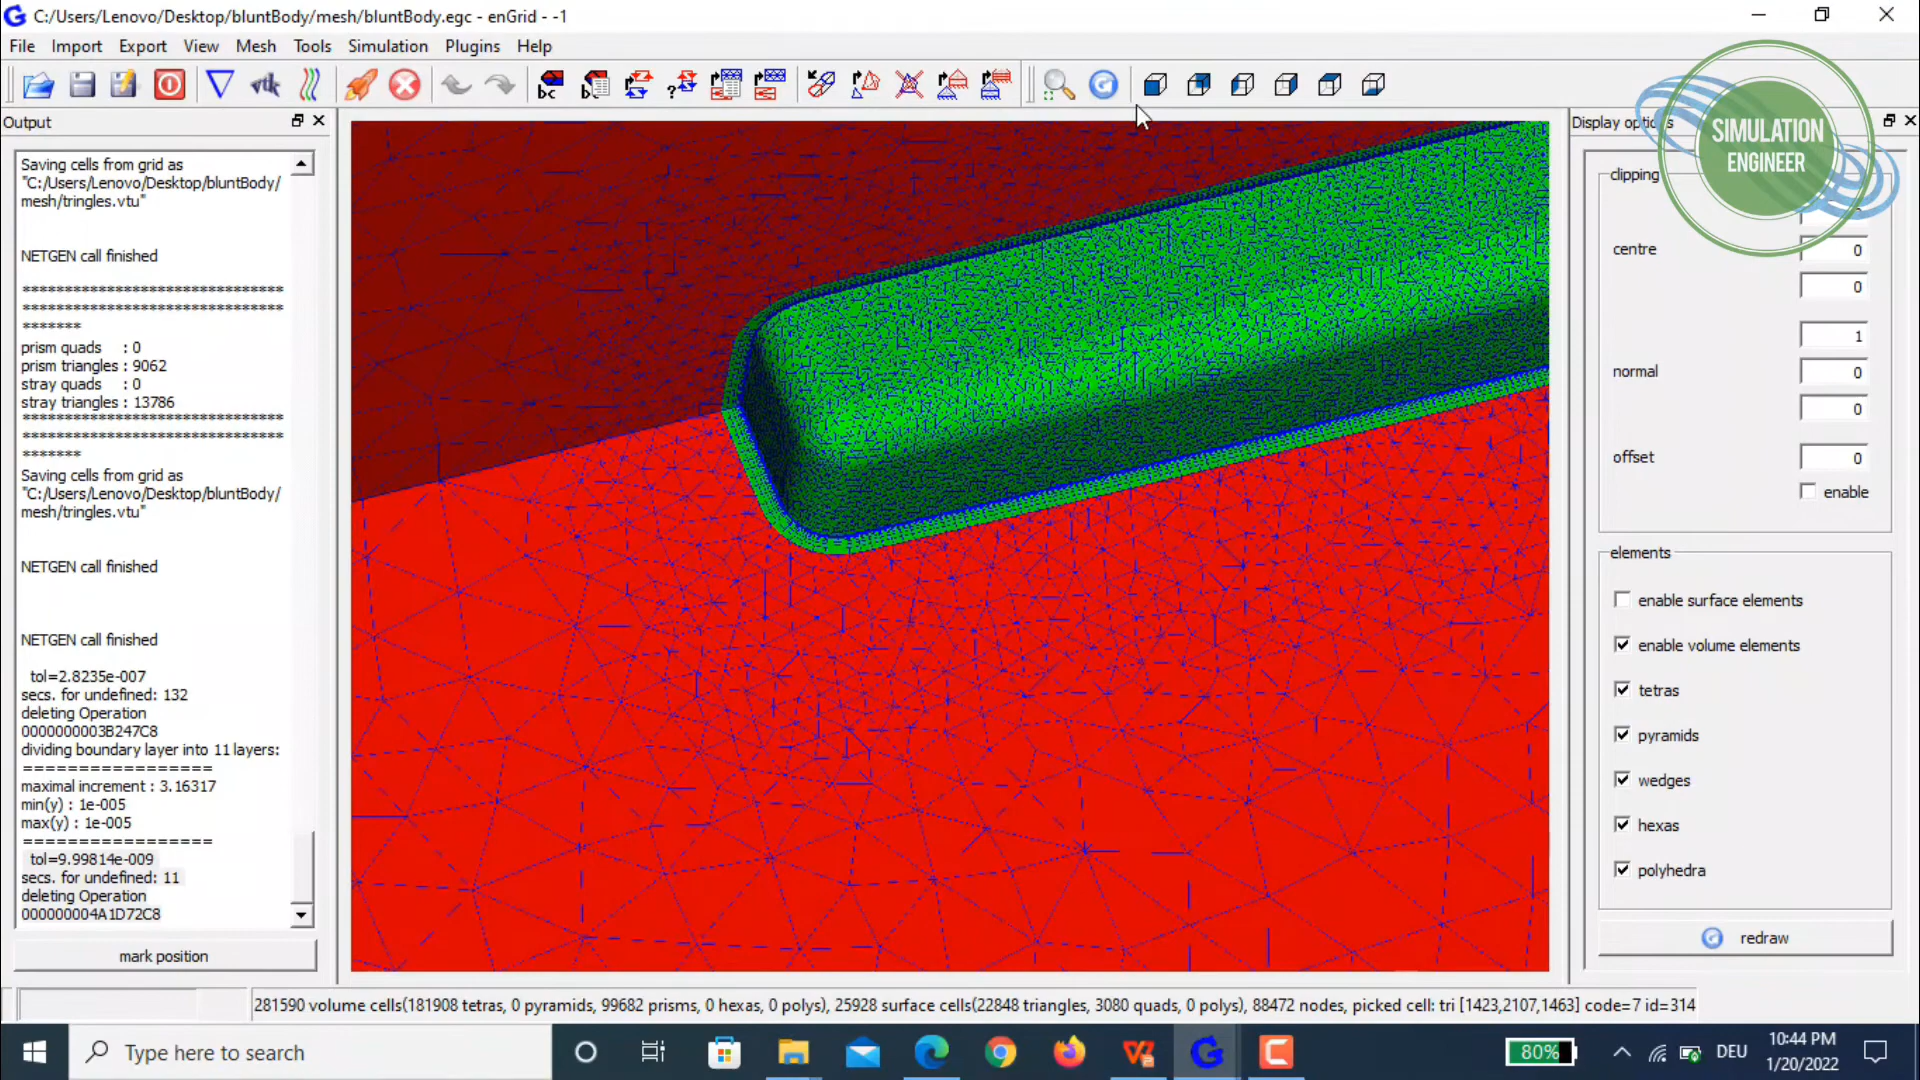 C:/Users/Lenovo/Desktop/bluntBody/mesh/bluntBody.egc - enGrid - -1
File Import Export View Mesh Tools Simulation Plugins Help
vtk
bc
bc
SIMULATION
ENGINEER
Output
Saving cells from grid as
"C:/Users/Lenovo/Desktop/bluntBody/
mesh/tringles.vtu"
NETGEN call finished
*******************************
*******************************
*******
prism quads : 0
prism triangles : 9062
stray quads : 0
stray triangles : 13786
*******************************
*******************************
*******
Saving cells from grid as
"C:/Users/Lenovo/Desktop/bluntBody/
mesh/tringles.vtu"
NETGEN call finished
NETGEN call finished
tol=2.8235e-007
secs. for undefined: 132
deleting Operation
0000000003B247C8
dividing boundary layer into 11 layers:
=================
maximal increment : 3.16317
min(y) : 1e-005
max(y) : 1e-005
=================
tol=9.99814e-009
secs. for undefined: 11
deleting Operation
000000004A1D72C8
mark position
Display options
clipping
centre
0
0
1
normal 0
0
offset 0
enable
elements
enable surface elements
enable volume elements
tetras
pyramids
wedges
hexas
polyhedra
redraw
281590 volume cells(181908 tetras, 0 pyramids, 99682 prisms, 0 hexas, 0 polys), 25928 surface cells(22848 triangles, 3080 quads, 0 polys), 88472 nodes, picked cell: tri [1423,2107,1463] code=7 id=314
Type here to search
80%
DEU
10:44 PM
1/20/2022